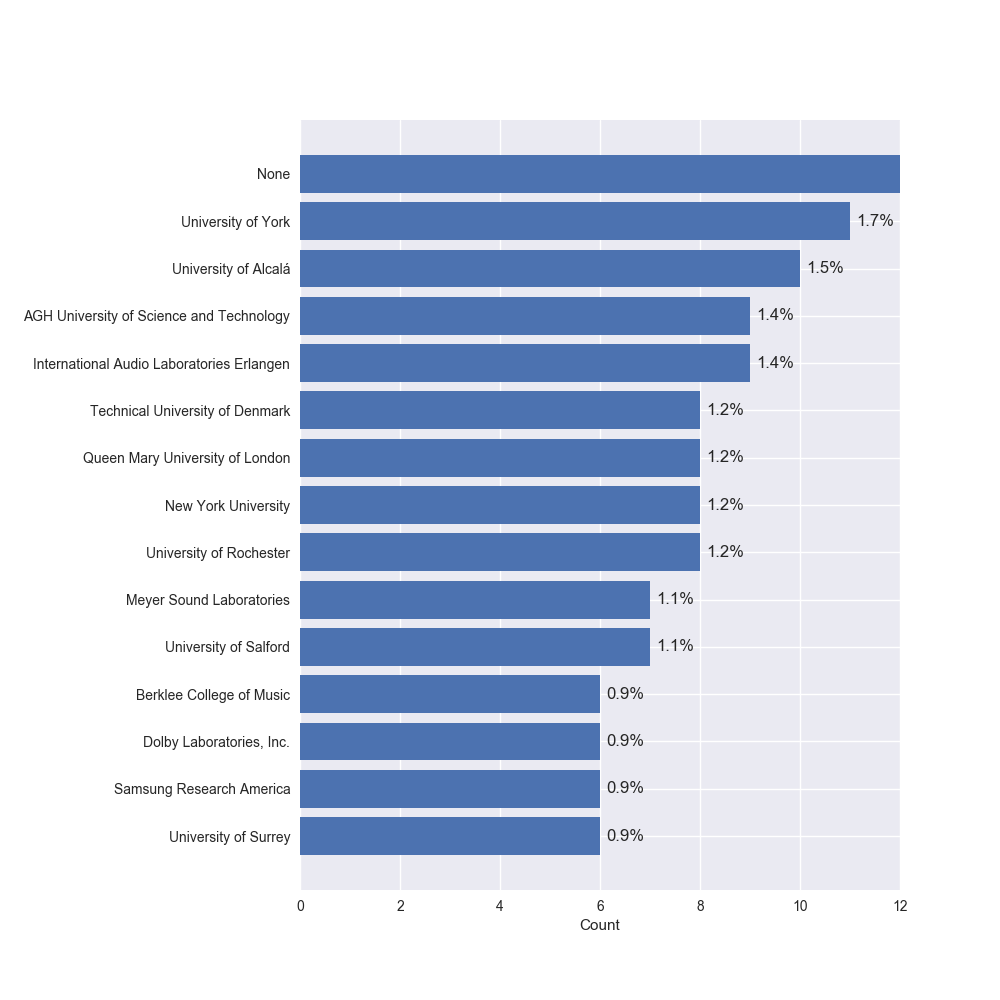 None
University of York 1.7%
University of Alcalá 1.5%
AGH University of Science and Technology 1.4%
International Audio Laboratories Erlangen 1.4%
Technical University of Denmark 1.2%
Queen Mary University of London 1.2%
New York University 1.2%
University of Rochester 1.2%
Meyer Sound Laboratories 1.1%
University of Salford 1.1%
Berklee College of Music 0.9%
Dolby Laboratories, Inc. 0.9%
Samsung Research America 0.9%
University of Surrey 0.9%
0 2 4 6 8 10 12
Count